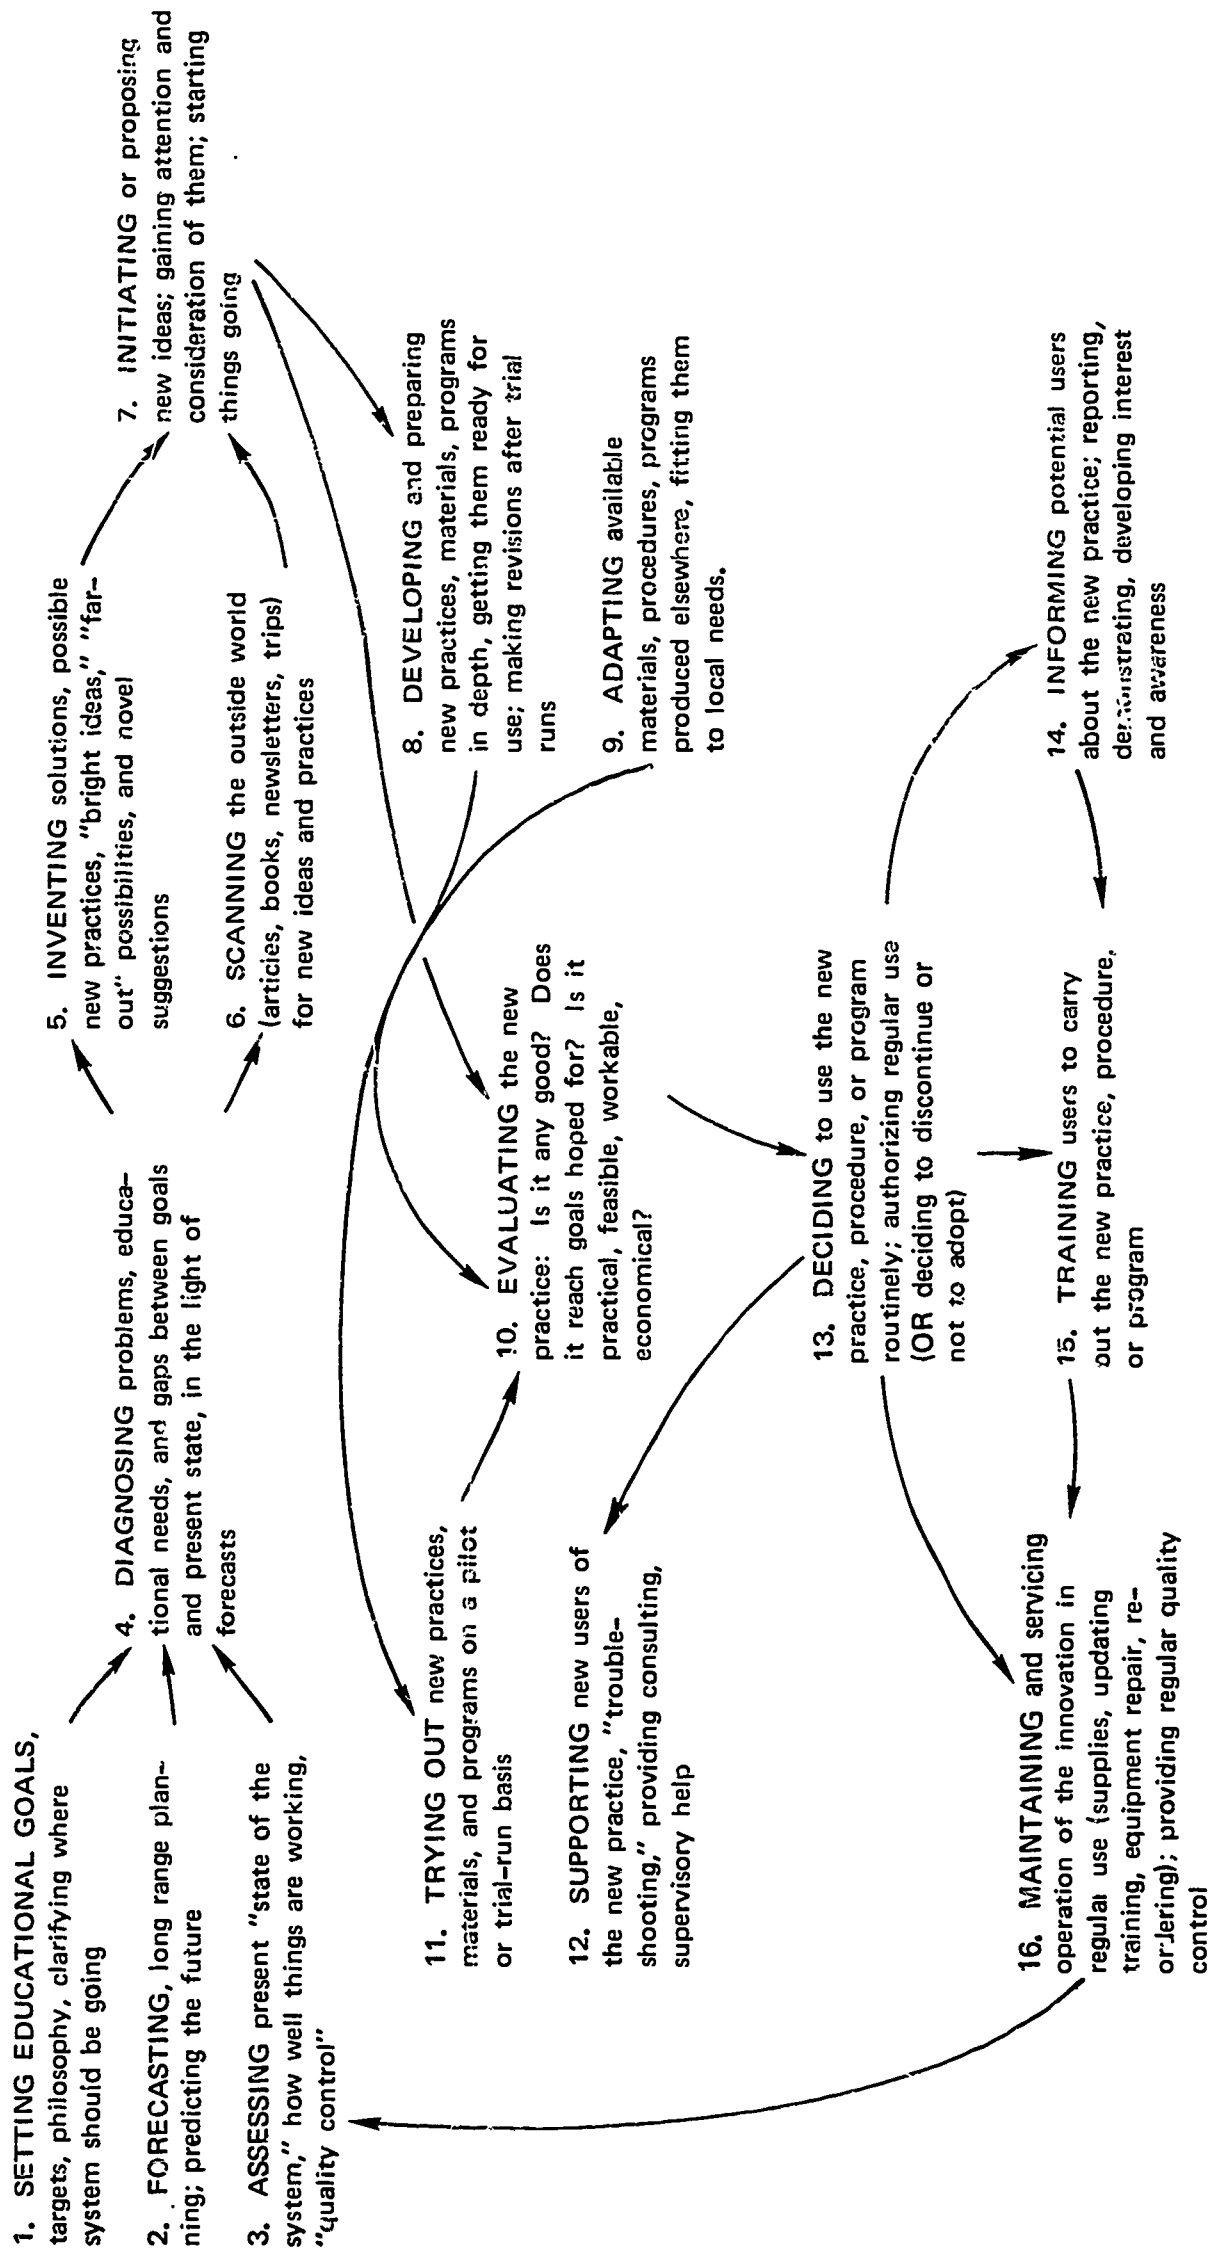 1. SETTING EDUCATIONAL GOALS,
targets, philosophy, clarifying where
system should be going
2. FORECASTING, long range plan-
ning; predicting the future
3. ASSESSING present "state of the
system," how well things are working,
"quality control"
4. DIAGNOSING problems, educa-
tional needs, and gaps between goals
and present state, in the light of
forecasts
5. INVENTING solutions, possible
new practices, "bright ideas," "far-
out" possibilities, and novel
suggestions
6. SCANNING the outside world
(articles, books, newsletters, trips)
for new ideas and practices
7. INITIATING or proposing
new ideas; gaining attention and
consideration of them; starting
things going
8. DEVELOPING and preparing
new practices, materials, programs
in depth, getting them ready for
use; making revisions after trial
runs
9. ADAPTING available
materials, procedures, programs
produced elsewhere, fitting them
to local needs.
10. EVALUATING the new
practice: Is it any good? Does
it reach goals hoped for? Is it
practical, feasible, workable,
economical?
11. TRYING OUT new practices,
materials, and programs on a pilot
or trial-run basis
12. SUPPORTING new users of
the new practice, "trouble-
shooting," providing consulting,
supervisory help
13. DECIDING to use the new
practice, procedure, or program
routinely; authorizing regular use
(OR deciding to discontinue or
not to adopt)
14. INFORMING potential users
about the new practice; reporting,
demonstrating, developing interest
and awareness
15. TRAINING users to carry
out the new practice, procedure,
or program
16. MAINTAINING and servicing
operation of the innovation in
regular use (supplies, updating
training, equipment repair, re-
ordering); providing regular quality
control